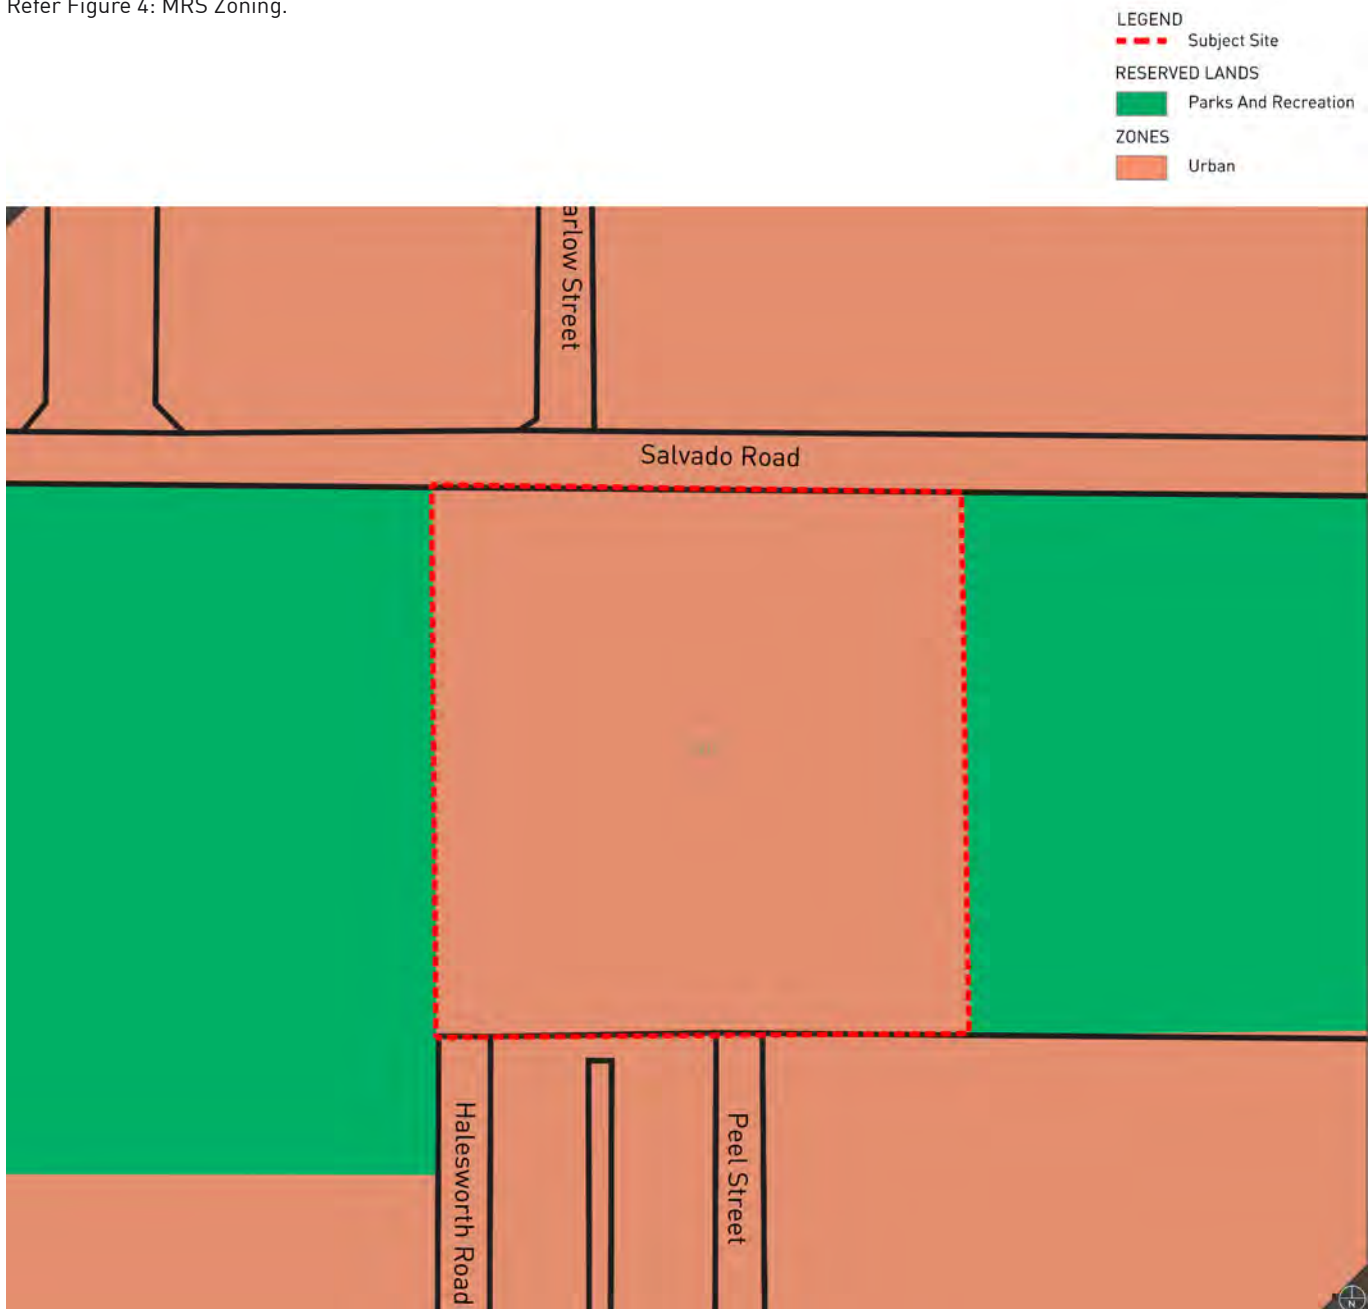 Refer Figure 4: MRS Zoning.
LEGEND
Subject Site
RESERVED LANDS
Parks And Recreation
ZONES
Urban
arlow Street
Salvado Road
Halesworth Road
Peel Street
N